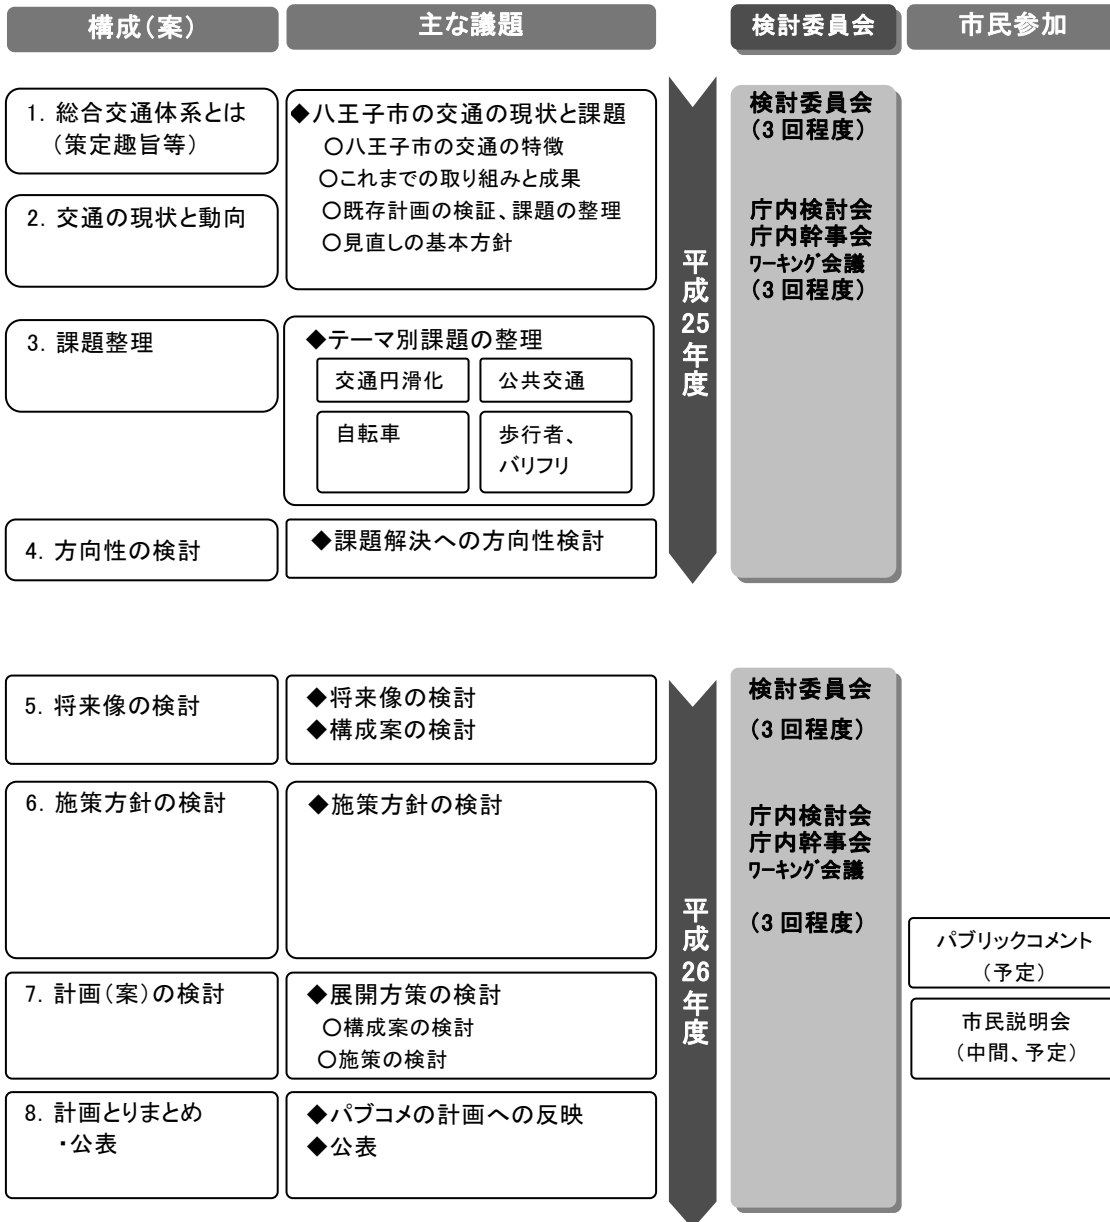 構成(案)
主な議題
検討委員会
市民参加
1. 総合交通体系とは
(策定趣旨等)
2. 交通の現状と動向
◆八王子市の交通の現状と課題
○八王子市の交通の特徴
○これまでの取り組みと成果
○既存計画の検証、課題の整理
○見直しの基本方針
3. 課題整理
◆テーマ別課題の整理
交通円滑化
公共交通
自転車
歩行者、
バリフリ
4. 方向性の検討
◆課題解決への方向性検討
平成25年度
検討委員会
(3回程度)
庁内検討会
庁内幹事会
ワーキング会議
(3回程度)
5. 将来像の検討
◆将来像の検討
◆構成案の検討
6. 施策方針の検討
◆施策方針の検討
7. 計画(案)の検討
◆展開方策の検討
○構成案の検討
○施策の検討
8. 計画とりまとめ
・公表
◆パブコメの計画への反映
◆公表
平成26年度
検討委員会
(3回程度)
庁内検討会
庁内幹事会
ワーキング会議
(3回程度)
パブリックコメント
(予定)
市民説明会
(中間、予定)